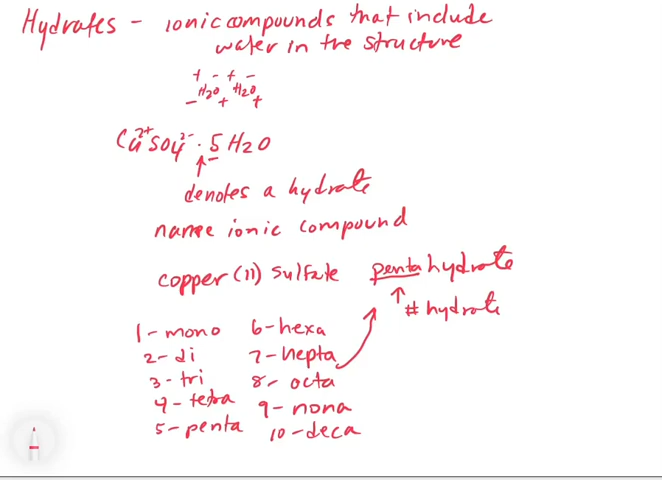 Hydrates - ionic compounds that include
water in the structure
+ - + -
H2O H2O
- + +
Cu²⁺SO4²⁻ · 5H2O
denotes a hydrate
name ionic compound
copper (II) sulfate pentahydrate
# hydrate
1 - mono 6 - hexa
2 - di 7 - hepta
3 - tri 8 - octa
4 - tetra 9 - nona
5 - penta 10 - deca